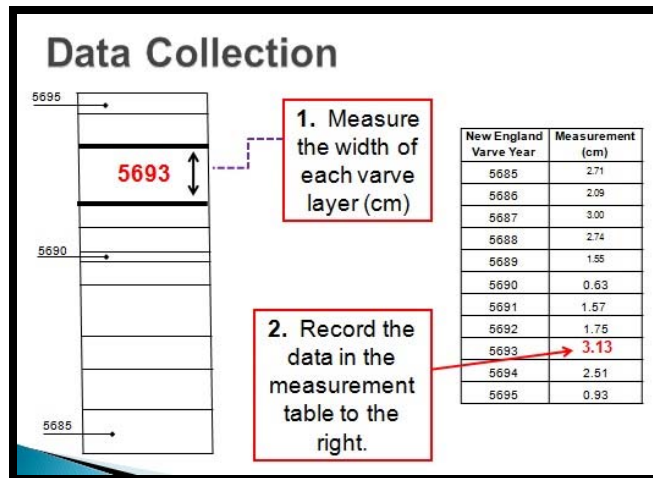 Data Collection
5695
5693
5690
5685
1. Measure
the width of
each varve
layer (cm)
2. Record the
data in the
measurement
table to the
right.
New England Measurement
Varve Year (cm)
5685 2.71
5686 2.09
5687 3.00
5688 2.74
5689 1.55
5690 0.63
5691 1.57
5692 1.75
5693 3.13
5694 2.51
5695 0.93